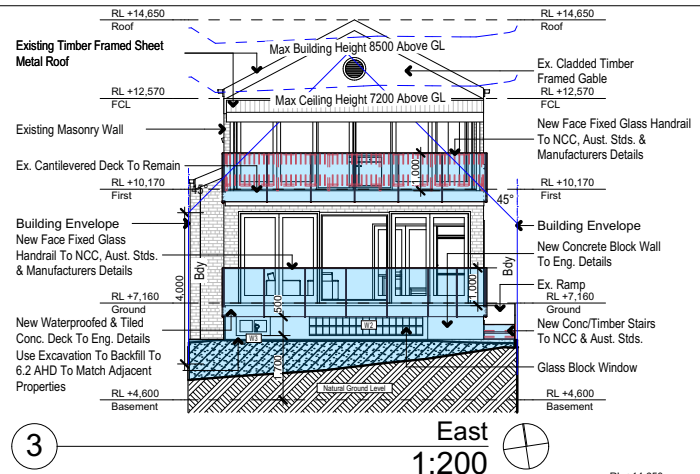 RL +14,650
Roof
RL +14,650
Roof
Existing Timber Framed Sheet
Metal Roof
Max Building Height 8500 Above GL
Ex. Cladded Timber
Framed Gable
RL +12,570
FCL
Max Ceiling Height 7200 Above GL
RL +12,570
FCL
Existing Masonry Wall
New Face Fixed Glass Handrail
To NCC, Aust. Stds. &
Manufacturers Details
Ex. Cantilevered Deck To Remain
1,000
RL +10,170
First
RL +10,170
First
45°
45°
Building Envelope
New Face Fixed Glass
Handrail To NCC, Aust. Stds.
& Manufacturers Details
Building Envelope
New Concrete Block Wall
To Eng. Details
Bdy
Bdy
4,000
1,000
Ex. Ramp
RL +7,160
Ground
RL +7,160
Ground
500
New Waterproofed & Tiled
Conc. Deck To Eng. Details
Use Excavation To Backfill To
6.2 AHD To Match Adjacent
Properties
W3
W2
New Conc/Timber Stairs
To NCC & Aust. Stds.
Glass Block Window
1,700
Natural Ground Level
RL +4,600
Basement
RL +4,600
Basement
3
East
1:200